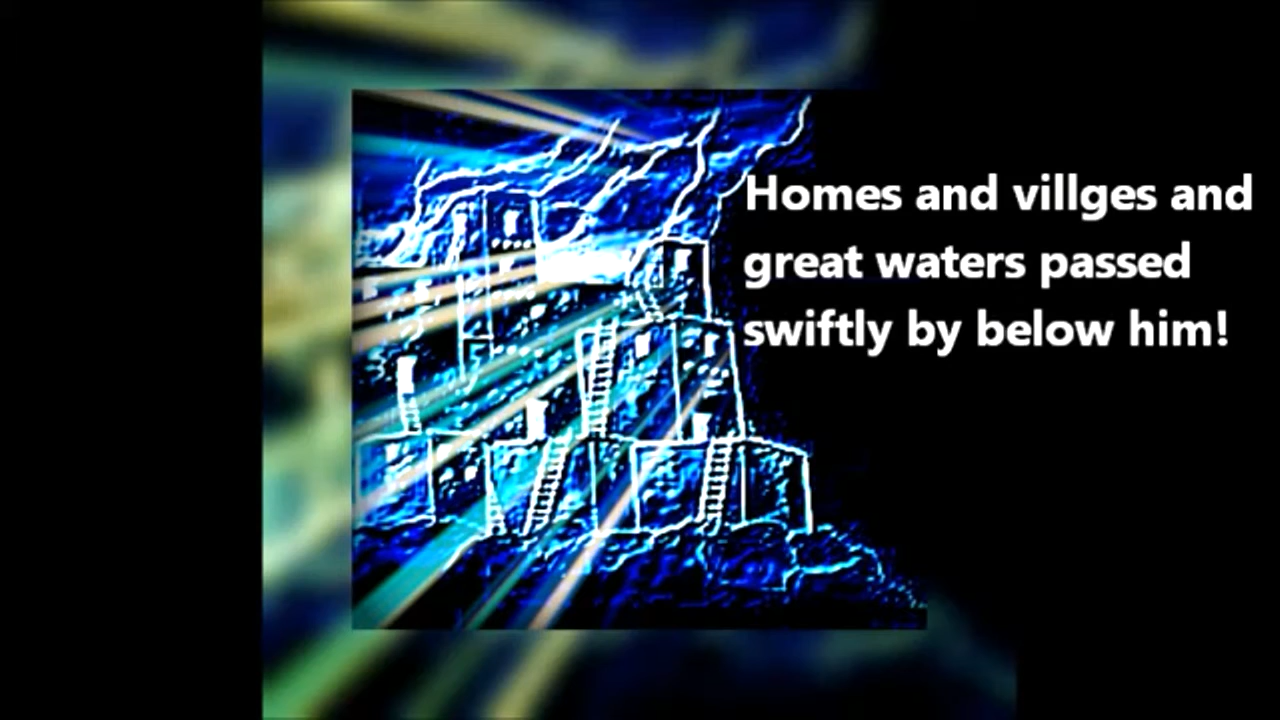 Homes and villges and
great waters passed
swiftly by below him!